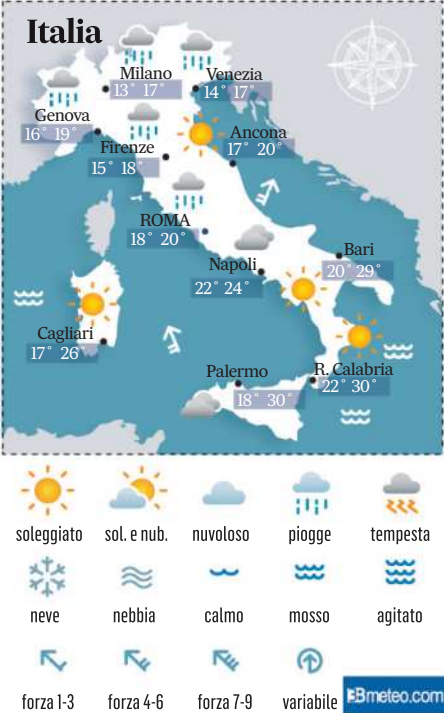 Italia
Milano
13° 17°
Venezia
14° 17°
Genova
16° 19°
Firenze
15° 18°
Ancona
17° 20°
ROMA
18° 20°
Napoli
22° 24°
Bari
20° 29°
Cagliari
17° 26°
Palermo
18° 30°
R. Calabria
22° 30°
soleggiato sol. e nub. nuvoloso piogge tempesta
neve nebbia calmo mosso agitato
forza 1-3 forza 4-6 forza 7-9 variabile
3Bmeteo.com